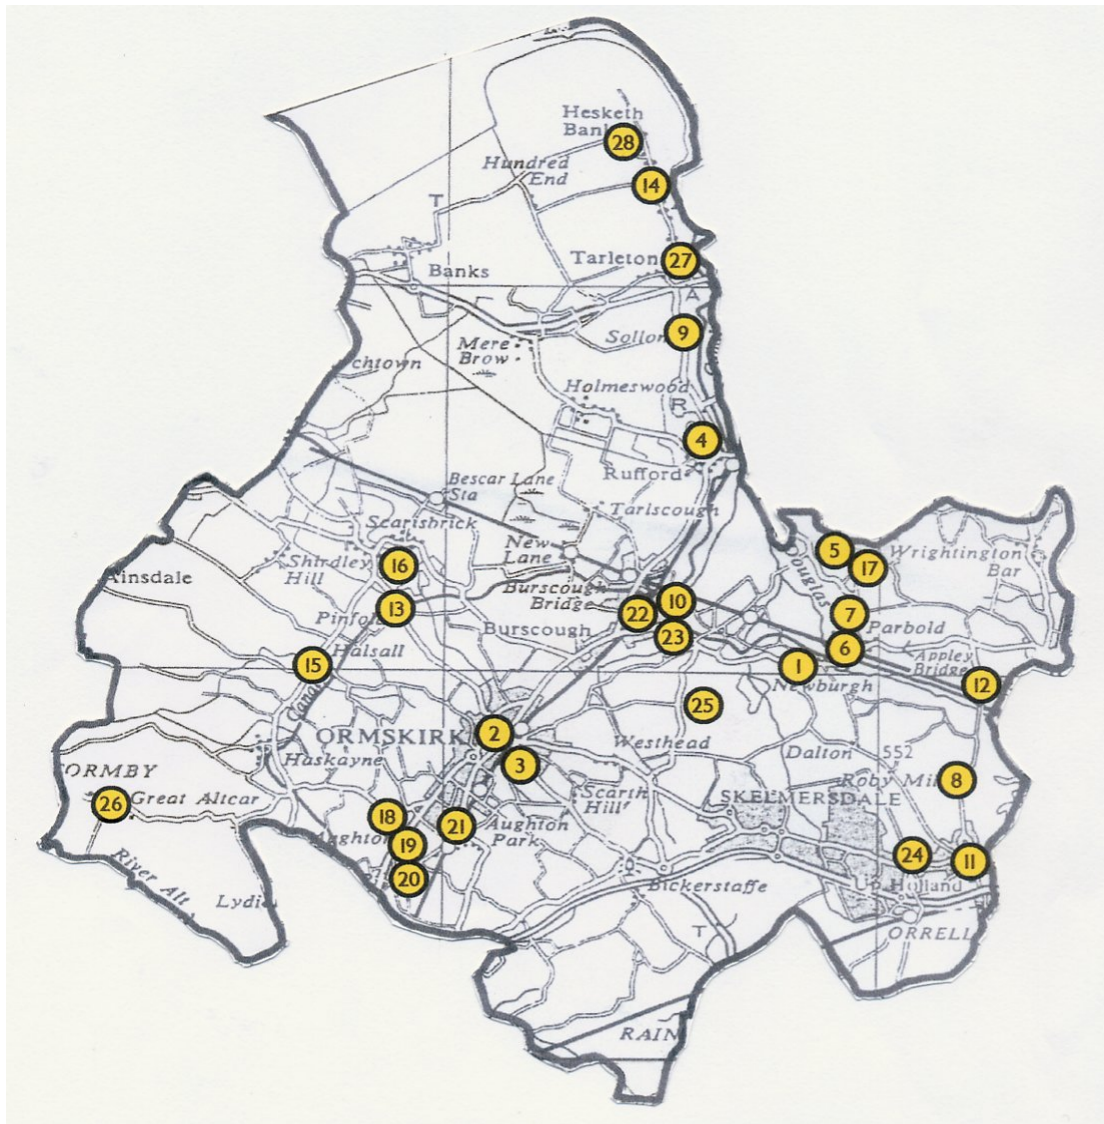 Hesketh
Bank
28
Hundred
End
14
T
Tarleton
27
Banks
A
Sollom
9
Mere
Brow
chtown
Holmeswood
R
4
Rufford
Bescar Lane
Sta
Tarlscough
Scarisbrick
New
Lane
5
17
Wrightington
Bar
Shirdley
Hill
16
Ainsdale
Douglas
Burscough
Bridge
10
22
13
Pinfold
7
Parbold
Burscough
23
6
Halsall
15
1
Appley
Bridge
12
Newburgh
Canal
25
ORMSKIRK
2
Westhead
Dalton
552
Haskayne
3
ORMBY
Roby Mill
8
26
Great Altcar
Scarth
Hill
SKELMERSDALE
18
21
Aughton
Park
Aughton
19
24
11
River Alt
20
Bickerstaffe
Up Holland
Lydia
T
ORRELL
RAIN